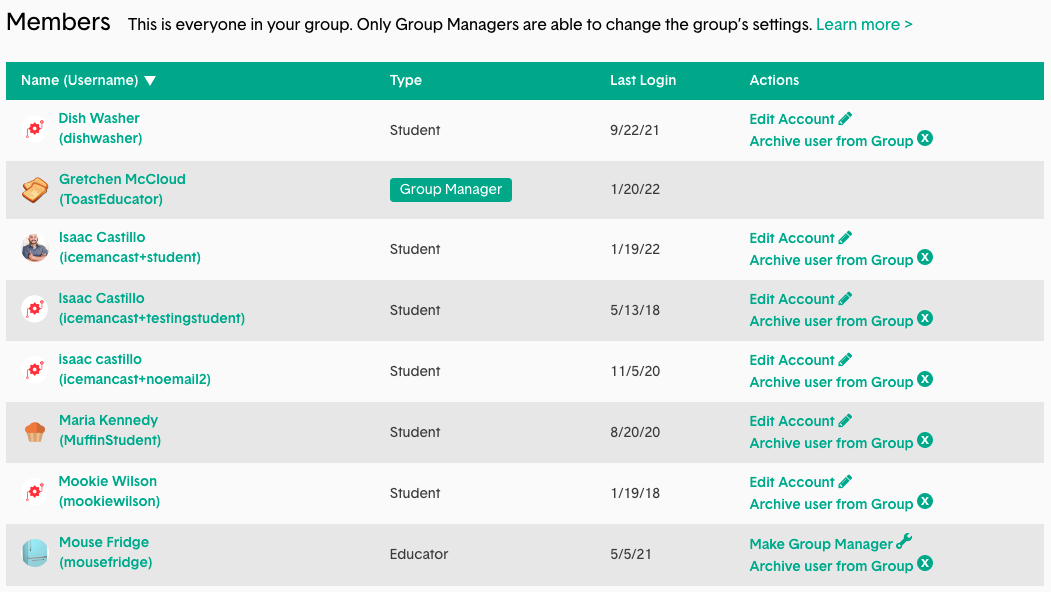 Members This is everyone in your group. Only Group Managers are able to change the group's settings. Learn more >
Name (Username) ▼ Type Last Login Actions
Dish Washer
(dishwasher)
Student
9/22/21
Edit Account
Archive user from Group X
Gretchen McCloud
(ToastEducator)
Group Manager
1/20/22
Isaac Castillo
(icemancast+student)
Student
1/19/22
Edit Account
Archive user from Group X
Isaac Castillo
(icemancast+testingstudent)
Student
5/13/18
Edit Account
Archive user from Group X
isaac castillo
(icemancast+noemail2)
Student
11/5/20
Edit Account
Archive user from Group X
Maria Kennedy
(MuffinStudent)
Student
8/20/20
Edit Account
Archive user from Group X
Mookie Wilson
(mookiewilson)
Student
1/19/18
Edit Account
Archive user from Group X
Mouse Fridge
(mousefridge)
Educator
5/5/21
Make Group Manager
Archive user from Group X